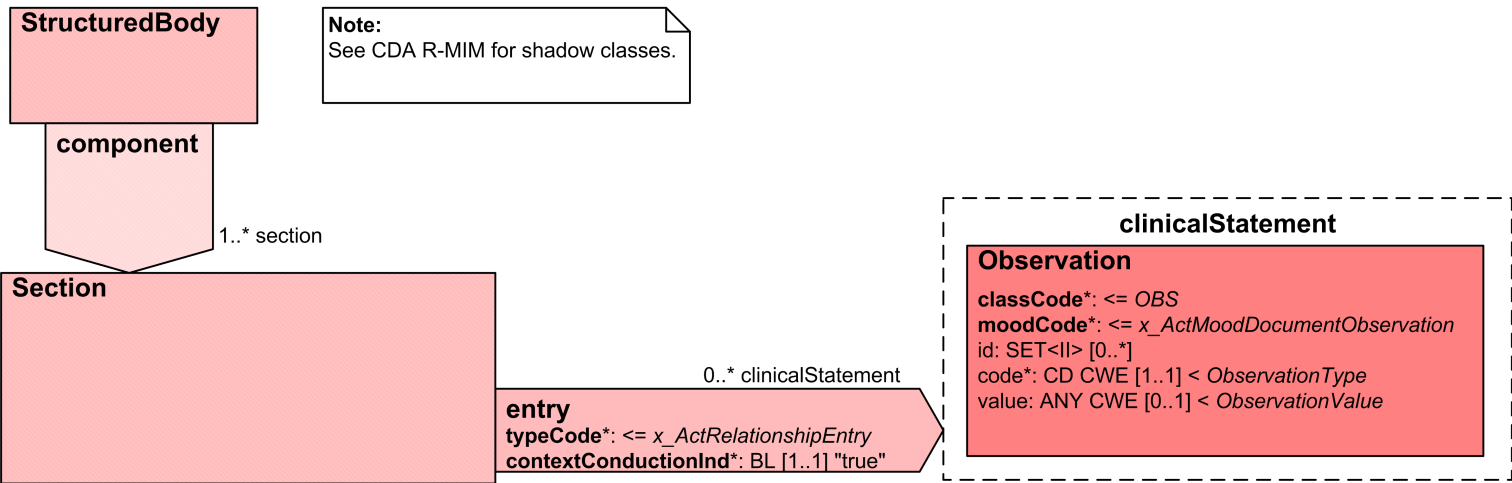 StructuredBody
Note:
See CDA R-MIM for shadow classes.
component
1..* section
Section
0..* clinicalStatement
entry
typeCode*: <= x_ActRelationshipEntry
contextConductionInd*: BL [1..1] "true"
clinicalStatement
Observation
classCode*: <= OBS
moodCode*: <= x_ActMoodDocumentObservation
id: SET<II> [0..*]
code*: CD CWE [1..1] < ObservationType
value: ANY CWE [0..1] < ObservationValue